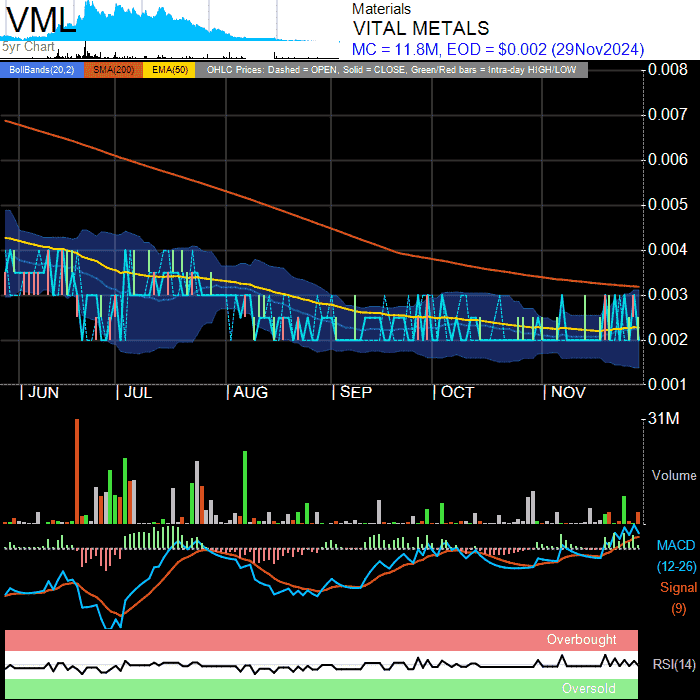 VML
5yr Chart
Materials
VITAL METALS
MC = 11.8M, EOD = $0.002 (29Nov2024)
BollBands(20,2) SMA(200) EMA(50) OHLC Prices: Dashed = OPEN, Solid = CLOSE, Green/Red bars = Intra-day HIGH/LOW
0.008
0.007
0.006
0.005
0.004
0.003
0.002
0.001
JUN JUL AUG SEP OCT NOV
31M
Volume
MACD
(12-26)
Signal
(9)
Overbought
RSI(14)
Oversold